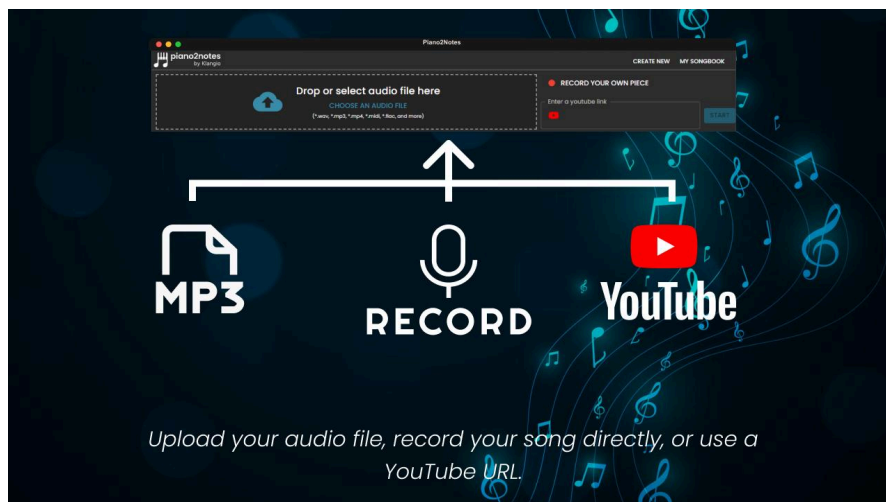 Piano2Notes
piano2notes
by Klangio
CREATE NEW MY SONGBOOK
Drop or select audio file here
CHOOSE AN AUDIO FILE
(*.wav, *.mp3, *.mp4, *.midi, *.flac, and more)
RECORD YOUR OWN PIECE
Enter a youtube link
START
MP3
RECORD
YouTube
Upload your audio file, record your song directly, or use a
YouTube URL.